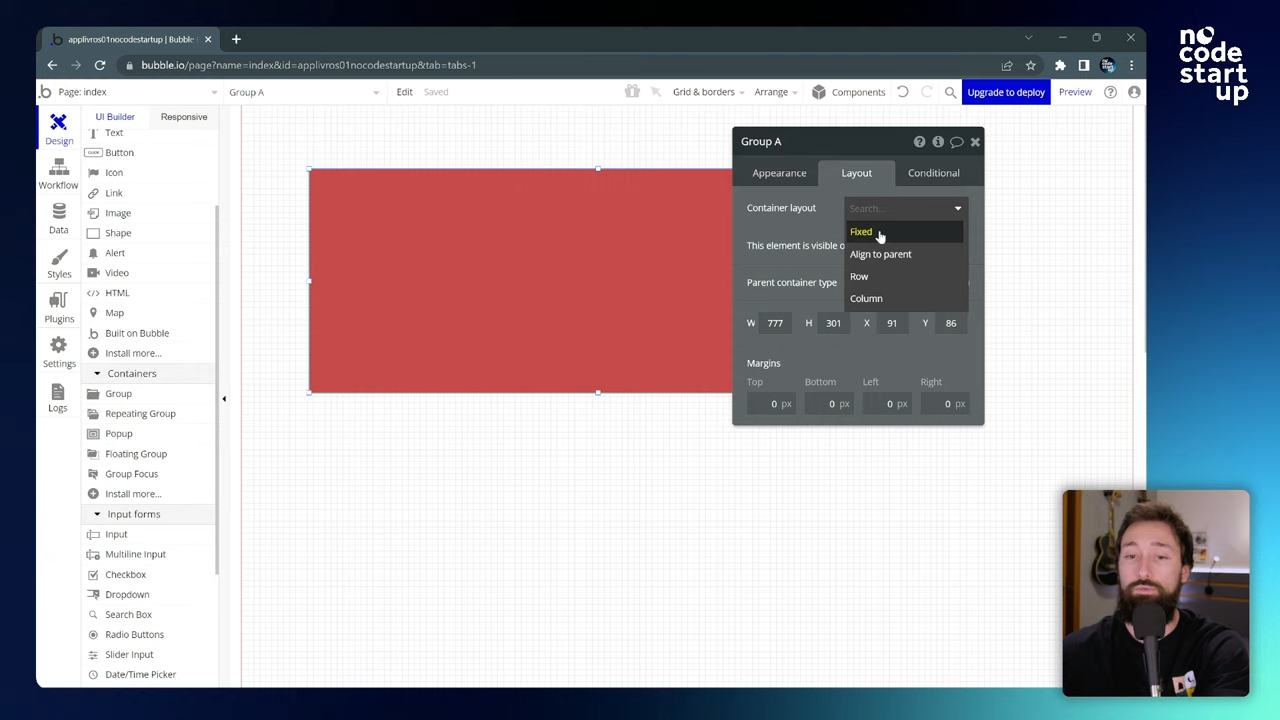 no
code
start
up
applivros01nocodestartup | Bubble
bubble.io/page?name=index&id=applivros01nocodestartup&tab=tabs-1
Page: index
Group A
Edit
Saved
Grid & borders
Arrange
Components
Upgrade to deploy
Preview
Design
Workflow
Data
Styles
Plugins
Settings
Logs
UI Builder
Responsive
Text
CLICK
Button
Icon
Link
Image
Shape
Alert
Video
HTML
Map
Built on Bubble
Install more...
Containers
Group
Repeating Group
Popup
Floating Group
Group Focus
Install more...
Input forms
Input
Multiline Input
Checkbox
Dropdown
Search Box
Radio Buttons
Slider Input
Date/Time Picker
Group A
Appearance
Layout
Conditional
Container layout
Search...
Fixed
Align to parent
Row
Column
This element is visible o
Parent container type
W 777 H 301 X 91 Y 86
Margins
Top Bottom Left Right
0 px 0 px 0 px 0 px